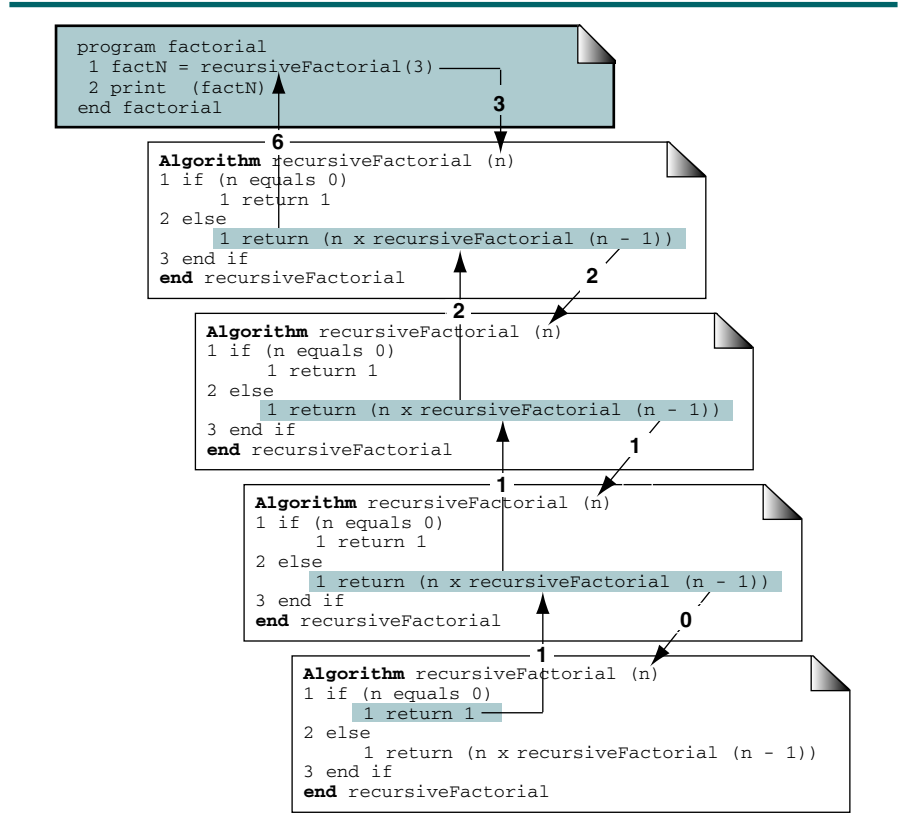 program factorial
1 factN = recursiveFactorial(3)
2 print (factN)
end factorial
3
6
Algorithm recursiveFactorial (n)
1 if (n equals 0)
1 return 1
2 else
1 return (n x recursiveFactorial (n - 1))
3 end if
end recursiveFactorial
2
2
Algorithm recursiveFactorial (n)
1 if (n equals 0)
1 return 1
2 else
1 return (n x recursiveFactorial (n - 1))
3 end if
end recursiveFactorial
1
1
Algorithm recursiveFactorial (n)
1 if (n equals 0)
1 return 1
2 else
1 return (n x recursiveFactorial (n - 1))
3 end if
end recursiveFactorial
0
1
Algorithm recursiveFactorial (n)
1 if (n equals 0)
1 return 1
2 else
1 return (n x recursiveFactorial (n - 1))
3 end if
end recursiveFactorial